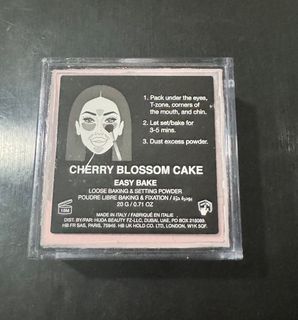 1. Pack under the eyes,
T-zone, corners of
the mouth, and chin.
2. Let set/bake for
3-5 mins.
3. Dust excess powder.
CHERRY BLOSSOM CAKE
EASY BAKE
LOOSE BAKING & SETTING POWDER
POUDRE LIBRE BAKING & FIXATION /
20 G / 0.71 OZ
MADE IN ITALY / FABRIQUÉ EN ITALIE
DIST. BY/PAR: HUDA BEAUTY FZ-LLC, DUBAI, UAE, PO BOX
HB FR SAS, PARIS, HB UK HOLD CO. LTD, LONDON, W1K 5QF.